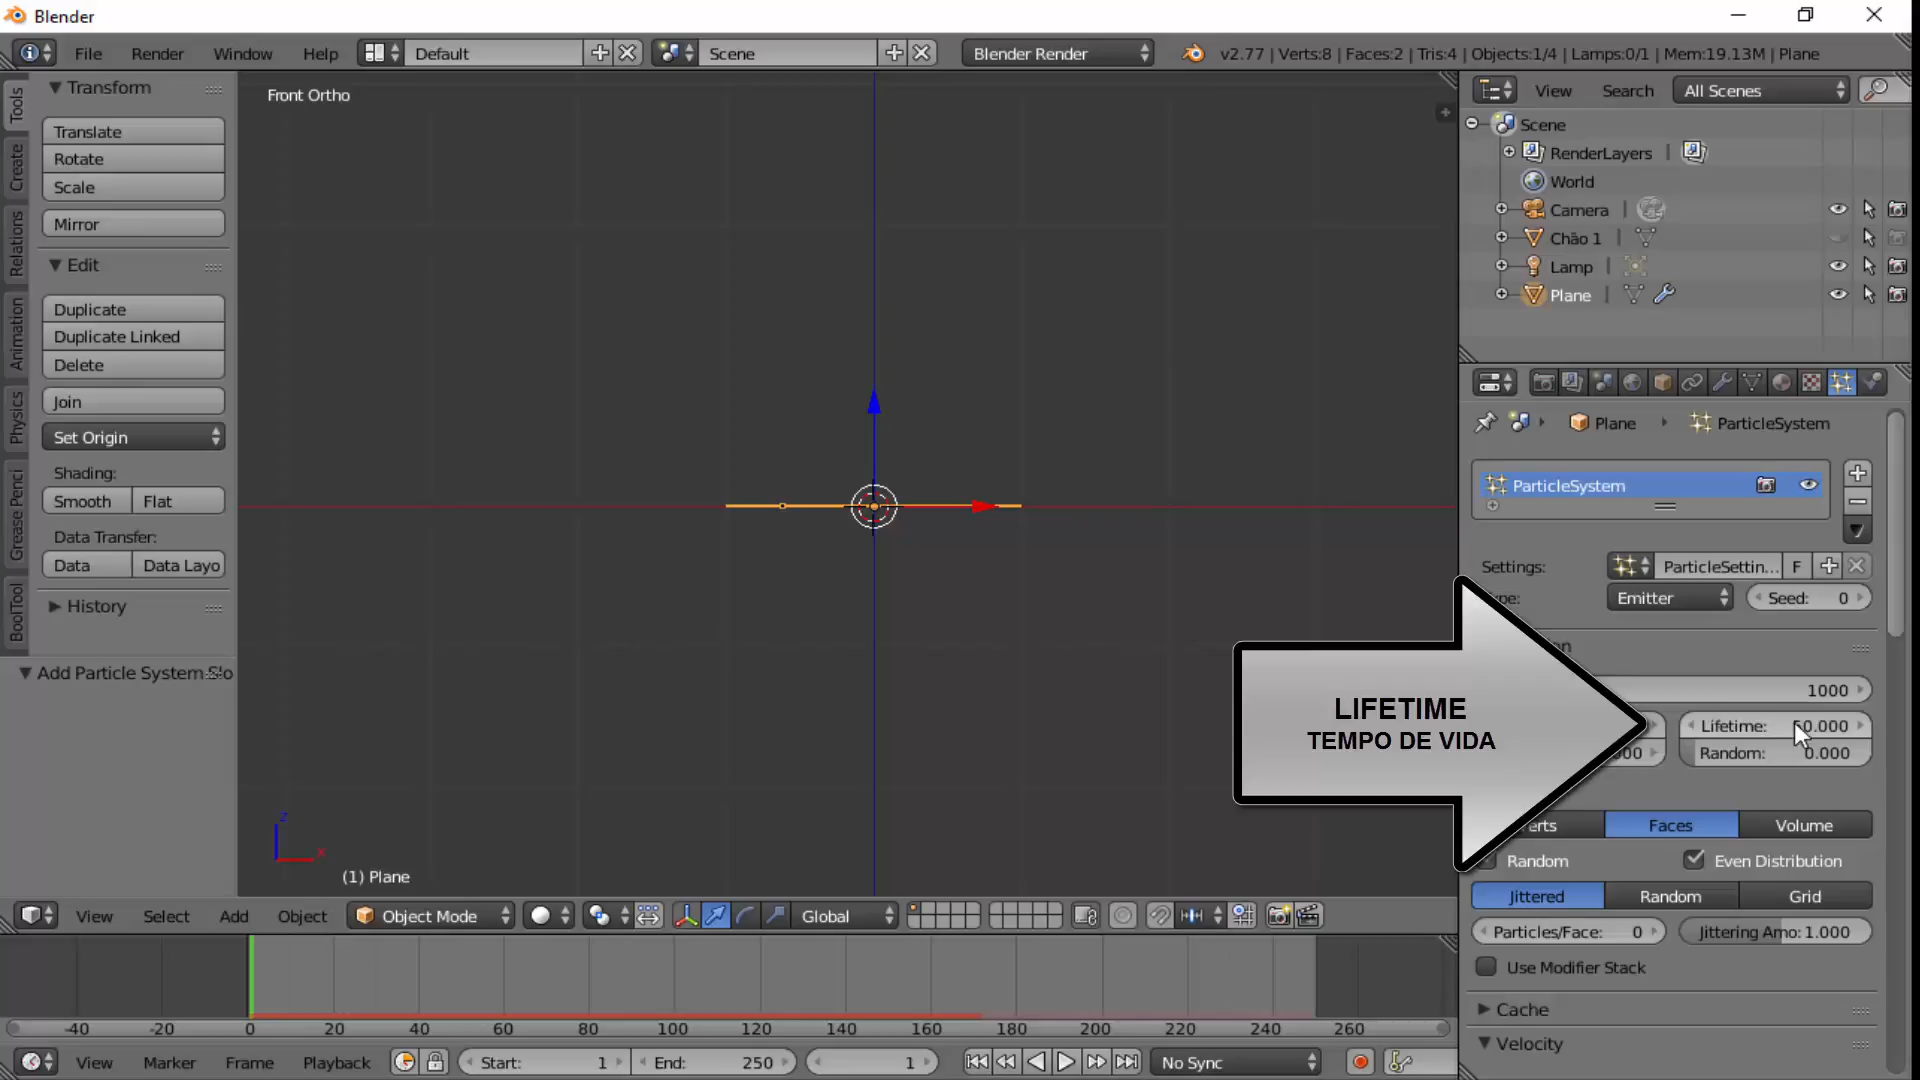 Blender
File Render Window Help Default Scene Blender Render v2.77 | Verts:8 | Faces:2 | Tris:4 | Objects:1/4 | Lamps:0/1 | Mem:19.13M | Plane
Tools
Create
Relations
Animation
Physics
Grease Penci
BoolTool
Transform
Translate
Rotate
Scale
Mirror
Edit
Duplicate
Duplicate Linked
Delete
Join
Set Origin
Shading:
Smooth Flat
Data Transfer:
Data Data Layo
History
Add Particle System Slo
Front Ortho
z
x
(1) Plane
View Search All Scenes
Scene
RenderLayers
World
Camera
Chão 1
Lamp
Plane
Plane ParticleSystem
ParticleSystem
Settings: ParticleSettin... F
Emitter Seed: 0
1000
LIFETIME
TEMPO DE VIDA
Lifetime: 50.000
Random: 0.000
Faces Volume
Random Even Distribution
Jittered Random Grid
Particles/Face: 0 Jittering Amo: 1.000
Use Modifier Stack
Cache
Velocity
View Select Add Object Object Mode Global
-40 -20 0 20 40 60 80 100 120 140 160 180 200 220 240 260
View Marker Frame Playback Start: 1 End: 250 1 No Sync